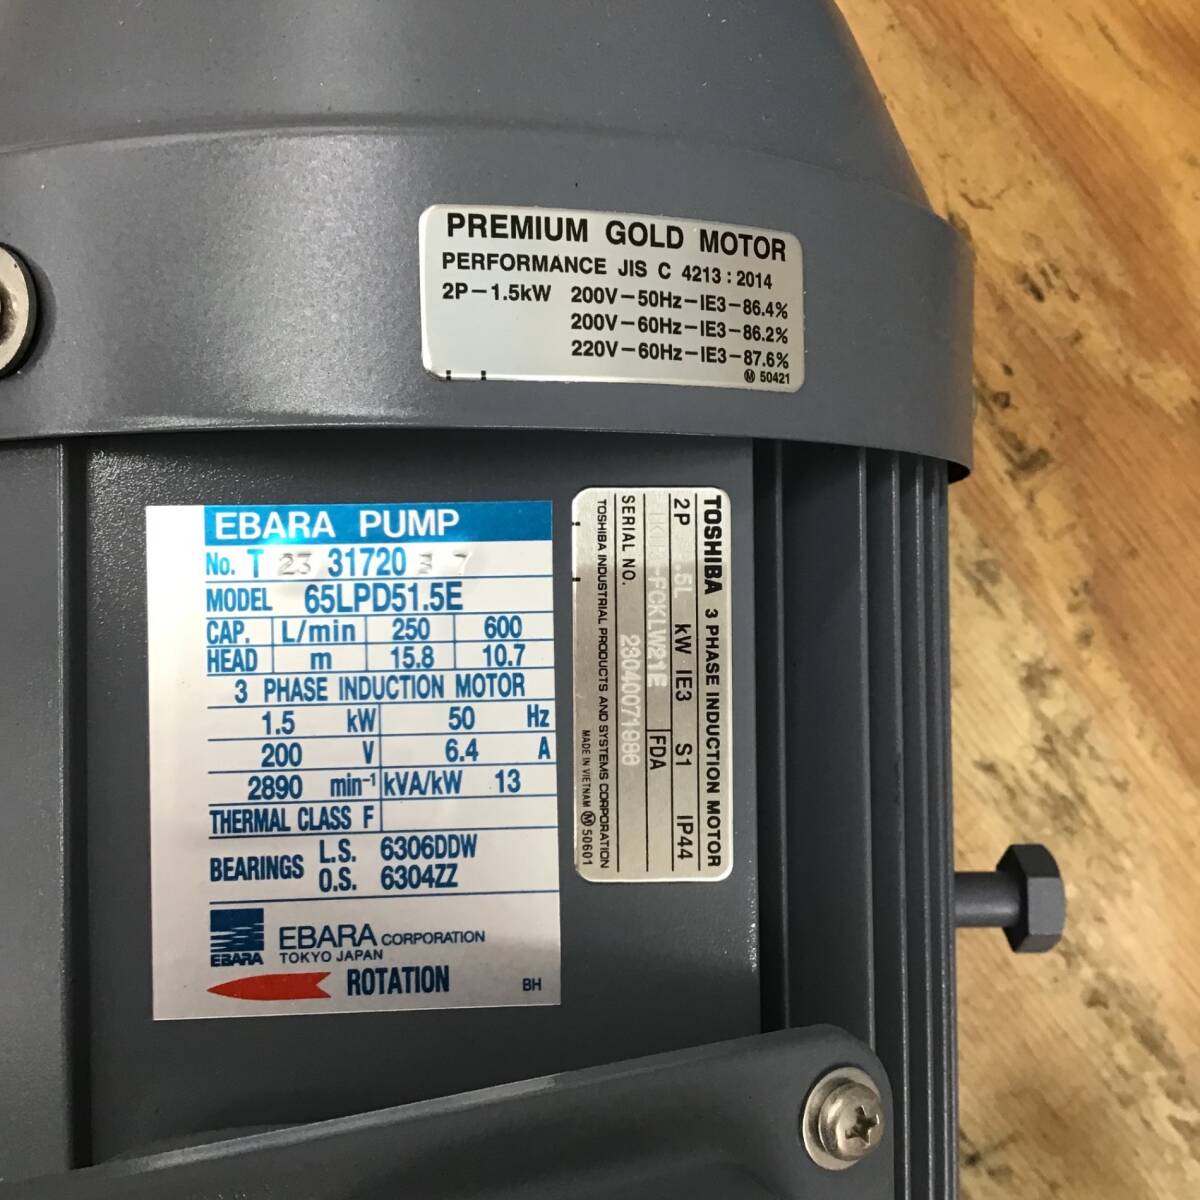 PREMIUM GOLD MOTOR
PERFORMANCE JIS C 4213 : 2014
2P-1.5kW 200V-50Hz-IE3-86.4%
200V-60Hz-IE3-86.2%
220V-60Hz-IE3-87.6%
Ⓜ 50421
EBARA PUMP
No. T 23 31720 7
MODEL 65LPD51.5E
CAP. L/min 250 600
HEAD m 15.8 10.7
3 PHASE INDUCTION MOTOR
1.5 kW 50 Hz
200 V 6.4 A
2890 min-1 kVA/kW 13
THERMAL CLASS F
BEARINGS L.S. 6306DDW
O.S. 6304ZZ
EBARA
EBARA CORPORATION
TOKYO JAPAN
ROTATION
BH
TOSHIBA 3 PHASE INDUCTION MOTOR
2P kW IE3 S1 IP44
FDA
SERIAL NO. 23040071988
TOSHIBA INDUSTRIAL PRODUCTS AND SYSTEMS CORPORATION
MADE IN VIETNAM Ⓜ 50601